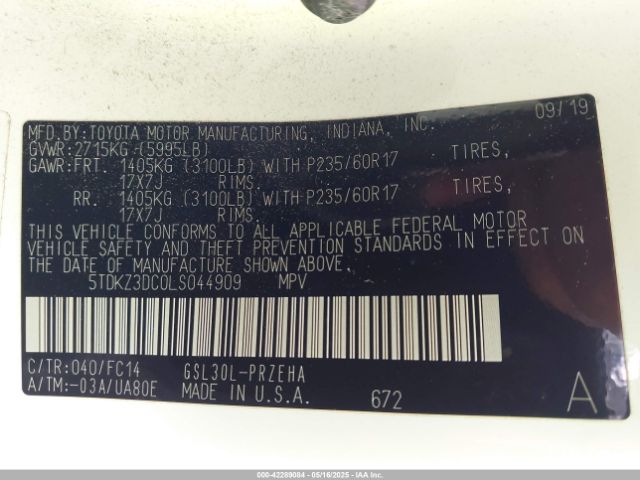 09/19
MFD.BY:TOYOTA MOTOR MANUFACTURING, INDIANA, INC.
GVWR:2715KG (5995LB)
GAWR:FRT. 1405KG (3100LB) WITH P235/60R17 TIRES,
17X7J RIMS.
RR. 1405KG (3100LB) WITH P235/60R17 TIRES,
17X7J RIMS.
THIS VEHICLE CONFORMS TO ALL APPLICABLE FEDERAL MOTOR
VEHICLE SAFETY AND THEFT PREVENTION STANDARDS IN EFFECT ON
THE DATE OF MANUFACTURE SHOWN ABOVE.
5TDKZ3DC0LS044909 MPV
C/TR:040/FC14 GSL30L-PRZEHA
A/TM:-03A/UA80E MADE IN U.S.A. 672 A
000-42289084 - 05/16/2025 - IAA Inc.